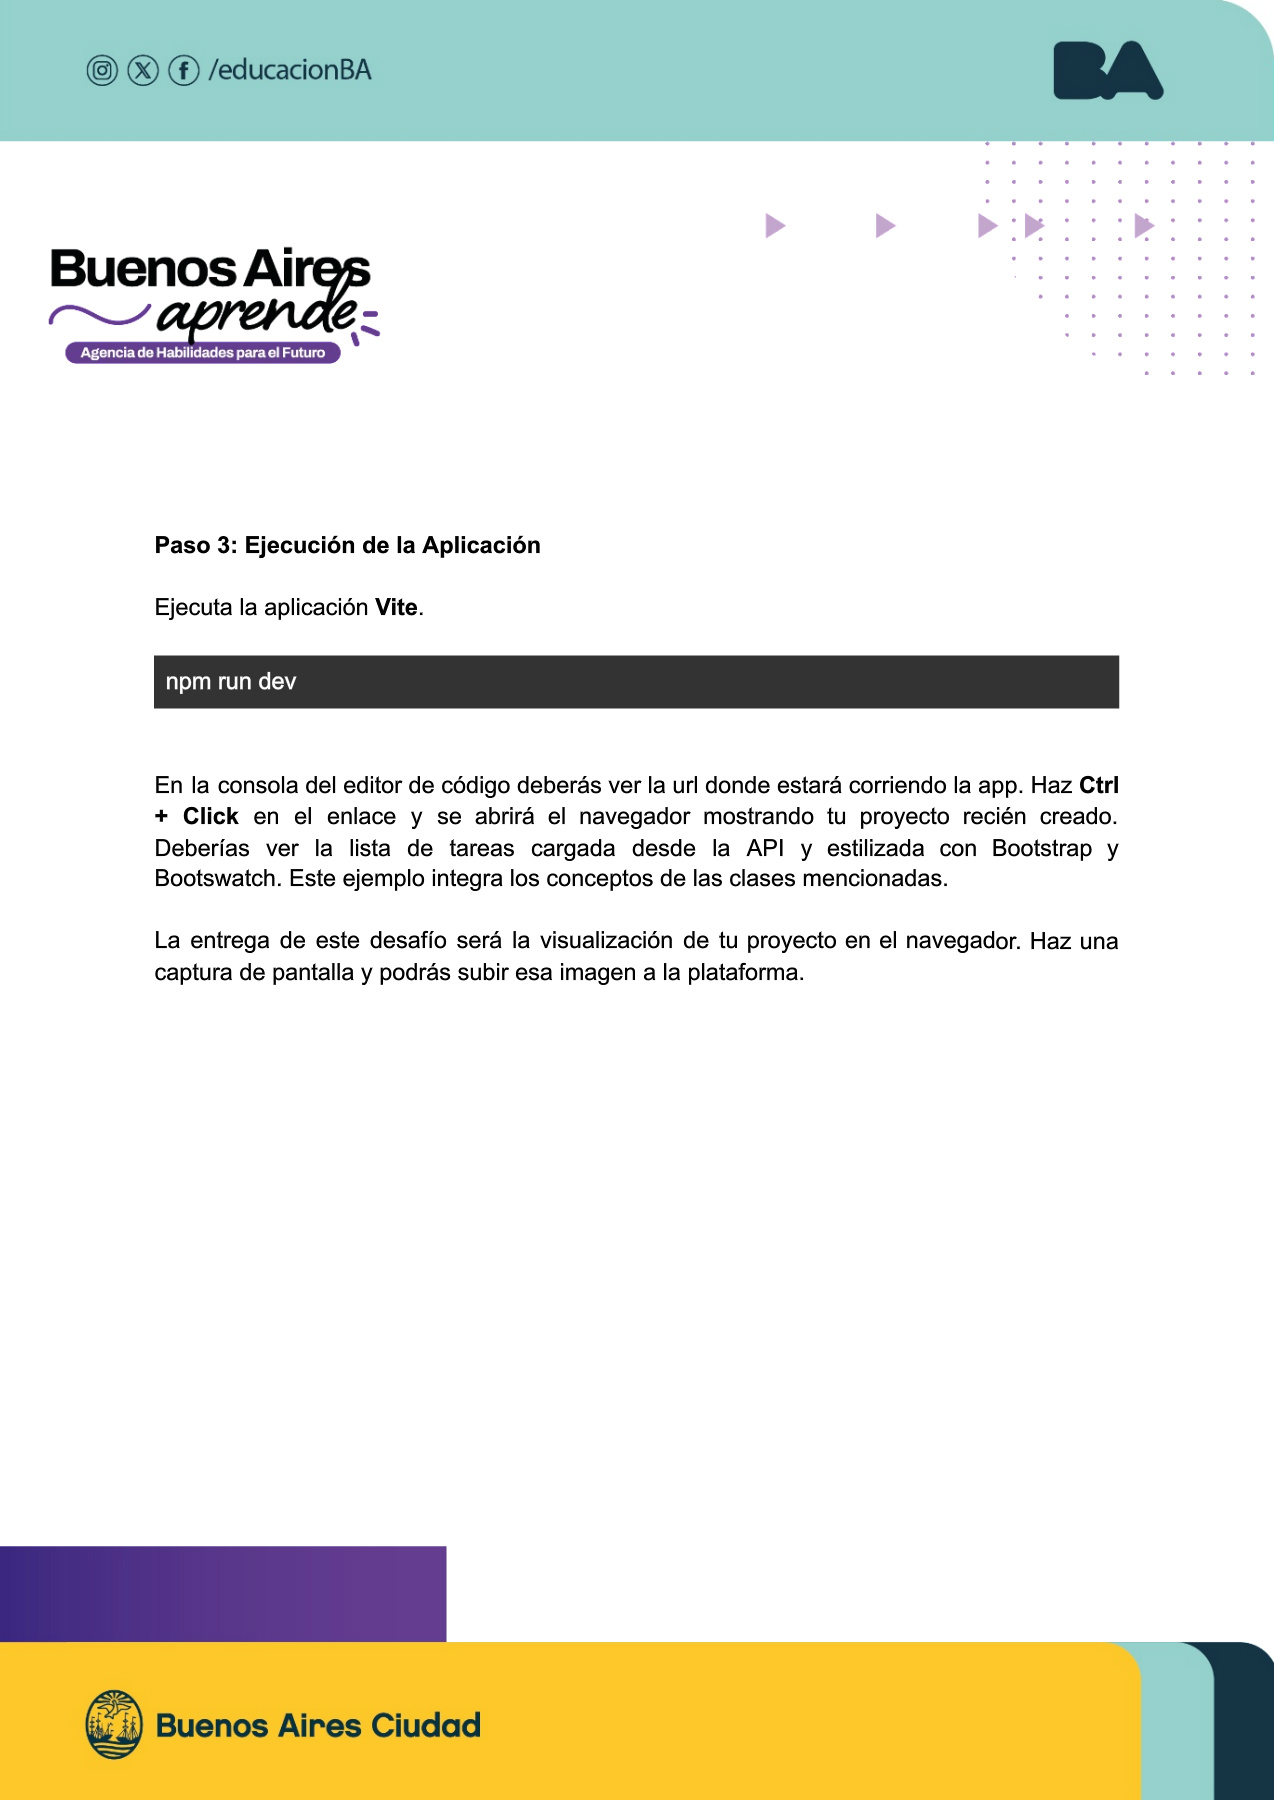 /educacionBA
BA
Buenos Aires
aprende
Agencia de Habilidades para el Futuro
Paso 3: Ejecución de la Aplicación
Ejecuta la aplicación Vite.
npm run dev
En la consola del editor de código deberás ver la url donde estará corriendo la app. Haz Ctrl
+ Click en el enlace y se abrirá el navegador mostrando tu proyecto recién creado.
Deberías ver la lista de tareas cargada desde la API y estilizada con Bootstrap y
Bootswatch. Este ejemplo integra los conceptos de las clases mencionadas.
La entrega de este desafío será la visualización de tu proyecto en el navegador. Haz una
captura de pantalla y podrás subir esa imagen a la plataforma.
Buenos Aires Ciudad